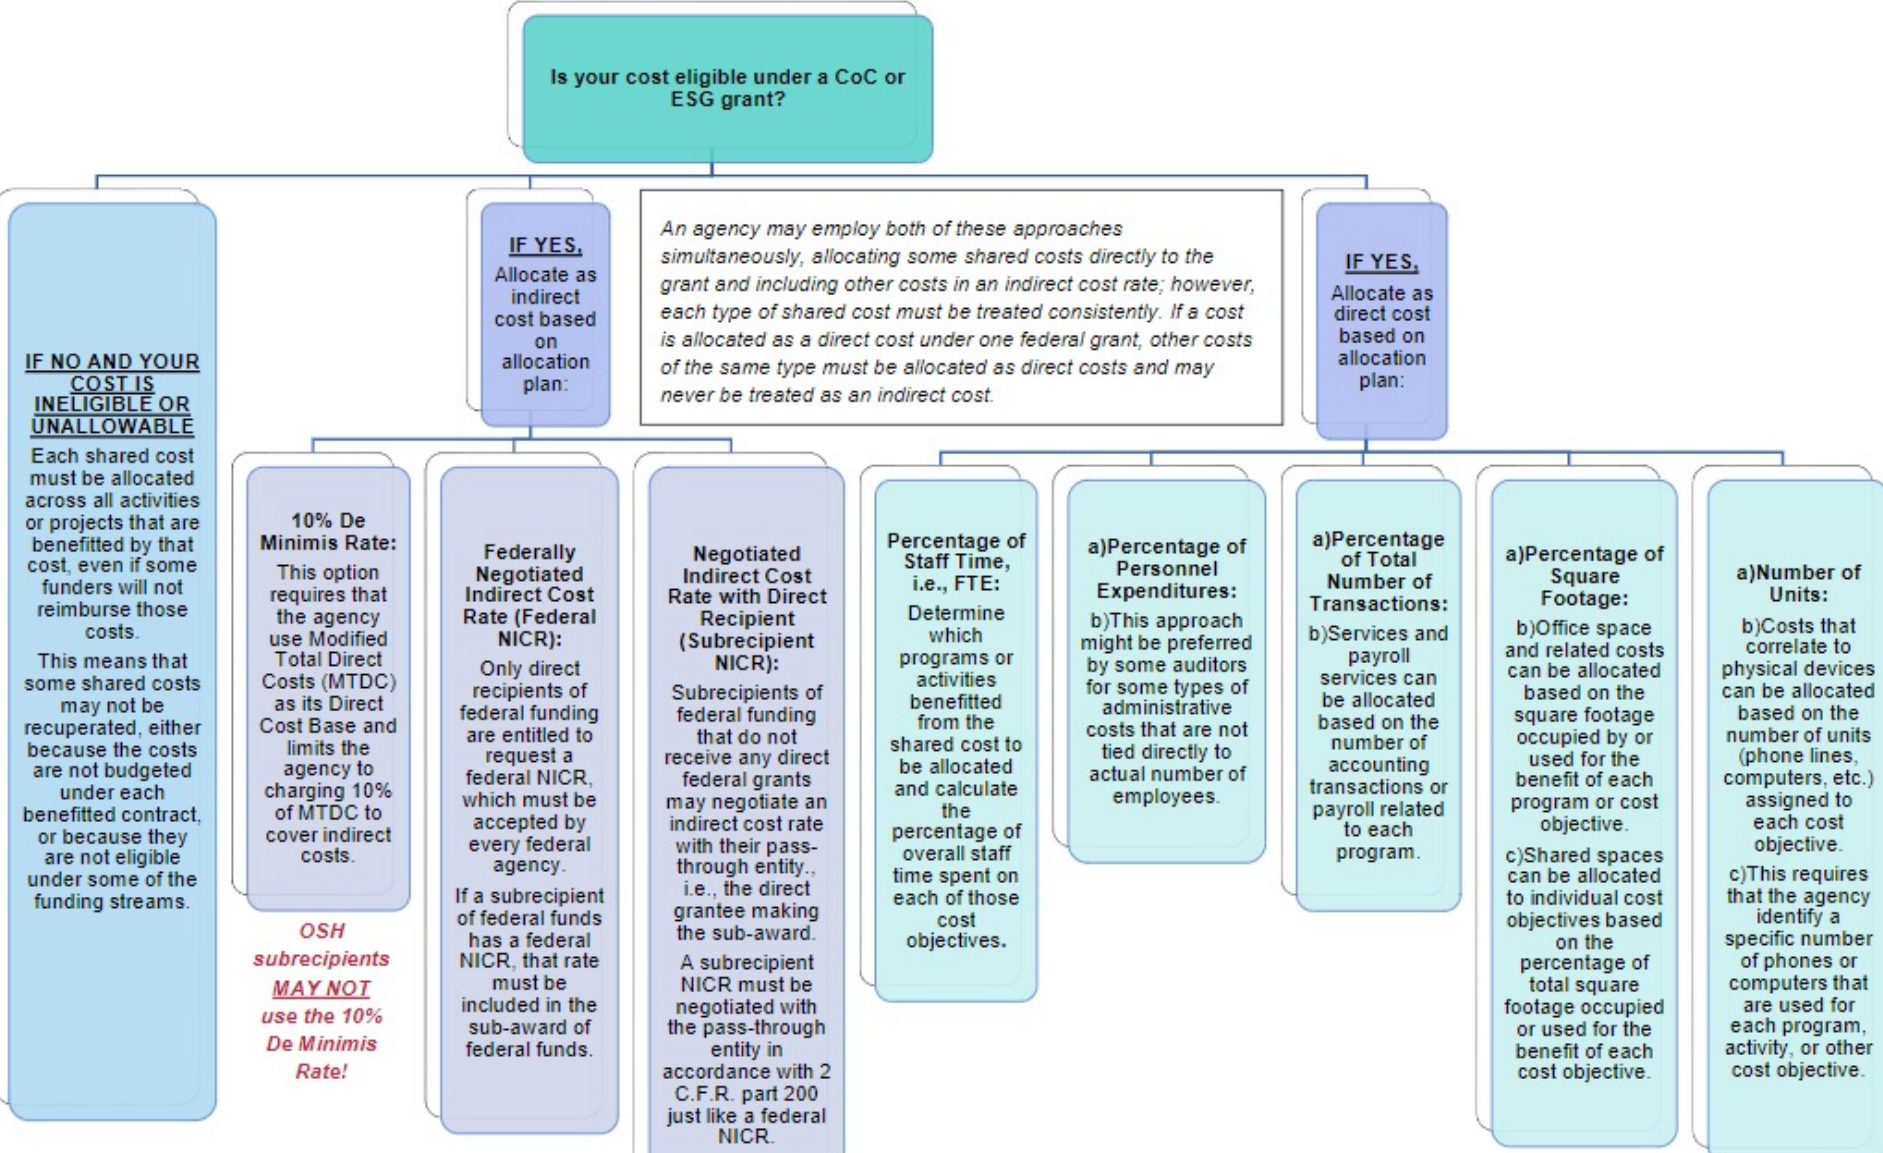 Is your cost eligible under a CoC or
ESG grant?
IF NO AND YOUR
COST IS
INELIGIBLE OR
UNALLOWABLE
Each shared cost
must be allocated
across all activities
or projects that are
benefitted by that
cost, even if some
funders will not
reimburse those
costs.
This means that
some shared costs
may not be
recuperated, either
because the costs
are not budgeted
under each
benefitted contract,
or because they
are not eligible
under some of the
funding streams.
IF YES,
Allocate as
indirect
cost based
on
allocation
plan:
An agency may employ both of these approaches
simultaneously, allocating some shared costs directly to the
grant and including other costs in an indirect cost rate; however,
each type of shared cost must be treated consistently. If a cost
is allocated as a direct cost under one federal grant, other costs
of the same type must be allocated as direct costs and may
never be treated as an indirect cost.
IF YES,
Allocate as
direct cost
based on
allocation
plan:
10% De
Minimis Rate:
This option
requires that
the agency
use Modified
Total Direct
Costs (MTDC)
as its Direct
Cost Base and
limits the
agency to
charging 10%
of MTDC to
cover indirect
costs.
OSH
subrecipients
MAY NOT
use the 10%
De Minimis
Rate!
Federally
Negotiated
Indirect Cost
Rate (Federal
NICR):
Only direct
recipients of
federal funding
are entitled to
request a
federal NICR,
which must be
accepted by
every federal
agency.
If a subrecipient
of federal funds
has a federal
NICR, that rate
must be
included in the
sub-award of
federal funds.
Negotiated
Indirect Cost
Rate with Direct
Recipient
(Subrecipient
NICR):
Subrecipients of
federal funding
that do not
receive any direct
federal grants
may negotiate an
indirect cost rate
with their pass-
through entity.,
i.e., the direct
grantee making
the sub-award.
A subrecipient
NICR must be
negotiated with
the pass-through
entity in
accordance with 2
C.F.R. part 200
just like a federal
NICR.
Percentage of
Staff Time,
i.e., FTE:
Determine
which
programs or
activities
benefitted
from the
shared cost to
be allocated
and calculate
the
percentage of
overall staff
time spent on
each of those
cost
objectives.
a)Percentage of
Personnel
Expenditures:
b)This approach
might be preferred
by some auditors
for some types of
administrative
costs that are not
tied directly to
actual number of
employees.
a)Percentage
of Total
Number of
Transactions:
b)Services and
payroll
services can
be allocated
based on the
number of
accounting
transactions or
payroll related
to each
program.
a)Percentage of
Square
Footage:
b)Office space
and related costs
can be allocated
based on the
square footage
occupied by or
used for the
benefit of each
program or cost
objective.
c)Shared spaces
can be allocated
to individual cost
objectives based
on the
percentage of
total square
footage occupied
or used for the
benefit of each
cost objective.
a)Number of
Units:
b)Costs that
correlate to
physical devices
can be allocated
based on the
number of units
(phone lines,
computers, etc.)
assigned to
each cost
objective.
c)This requires
that the agency
identify a
specific number
of phones or
computers that
are used for
each program,
activity, or other
cost objective.